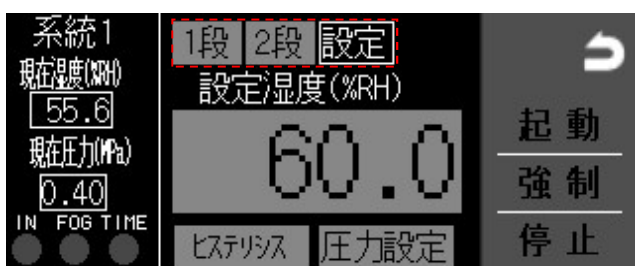 系統1
現在湿度(%RH)
55.6
現在圧力(MPa)
0.40
IN FOG TIME
1段 2段 設定
設定湿度(%RH)
60.0
ヒステリシス 圧力設定
起動
強制
停止